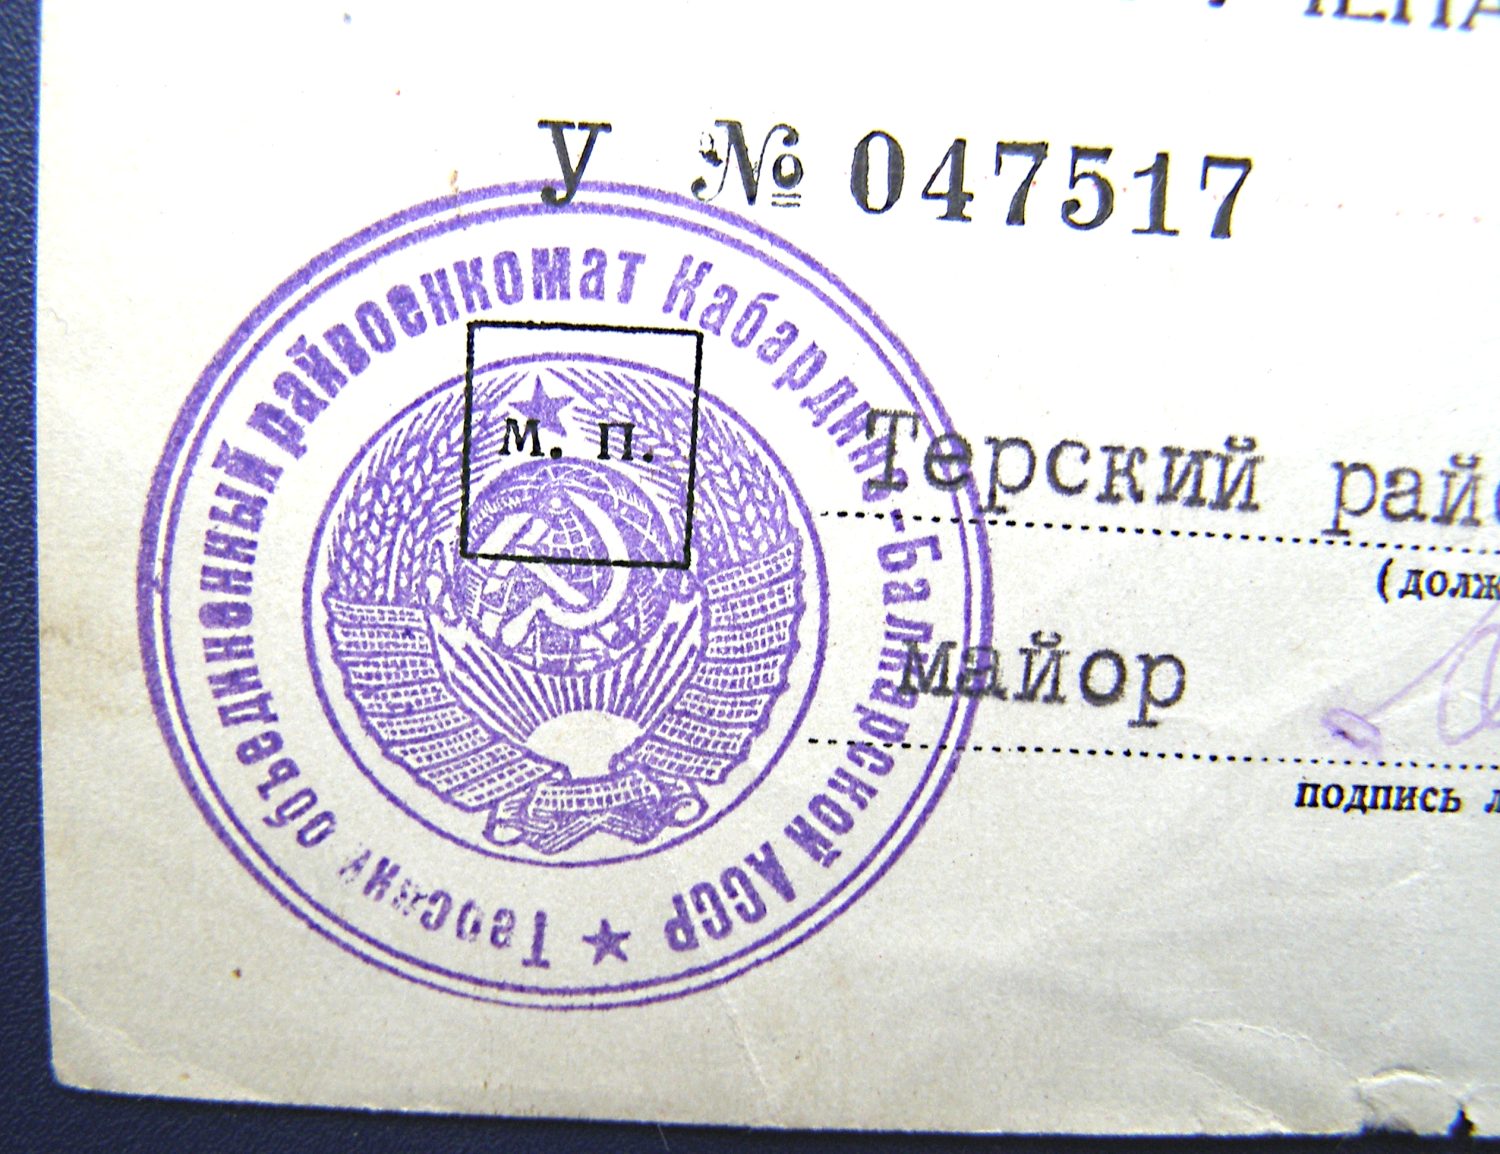 У № 047517
Терский объединенный райвоенкомат Кабардино-Балкарской АССР ★
М. П.
Терский рай
(долж
майор
подпись л